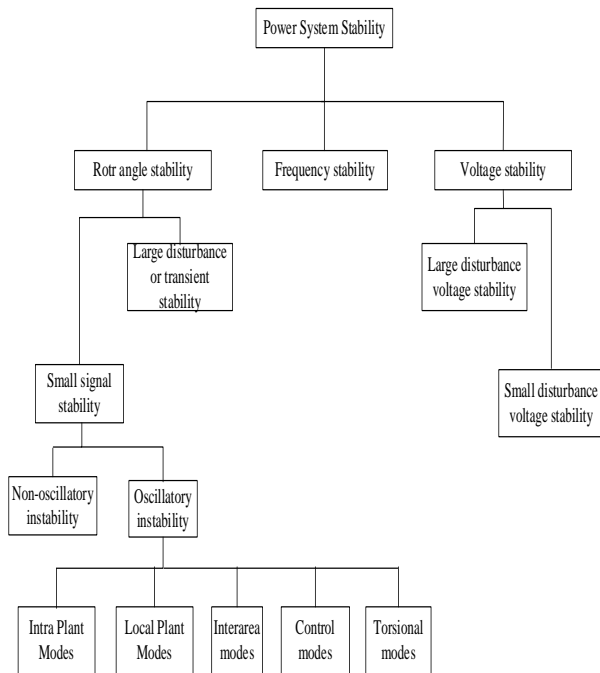 Power System Stability
Rotr angle stability
Frequency stability
Voltage stability
Large disturbance
or transient
stability
Large disturbance
voltage stability
Small signal
stability
Small disturbance
voltage stability
Non-oscillatory
instability
Oscillatory
instability
Intra Plant
Modes
Local Plant
Modes
Interarea
modes
Control
modes
Torsional
modes